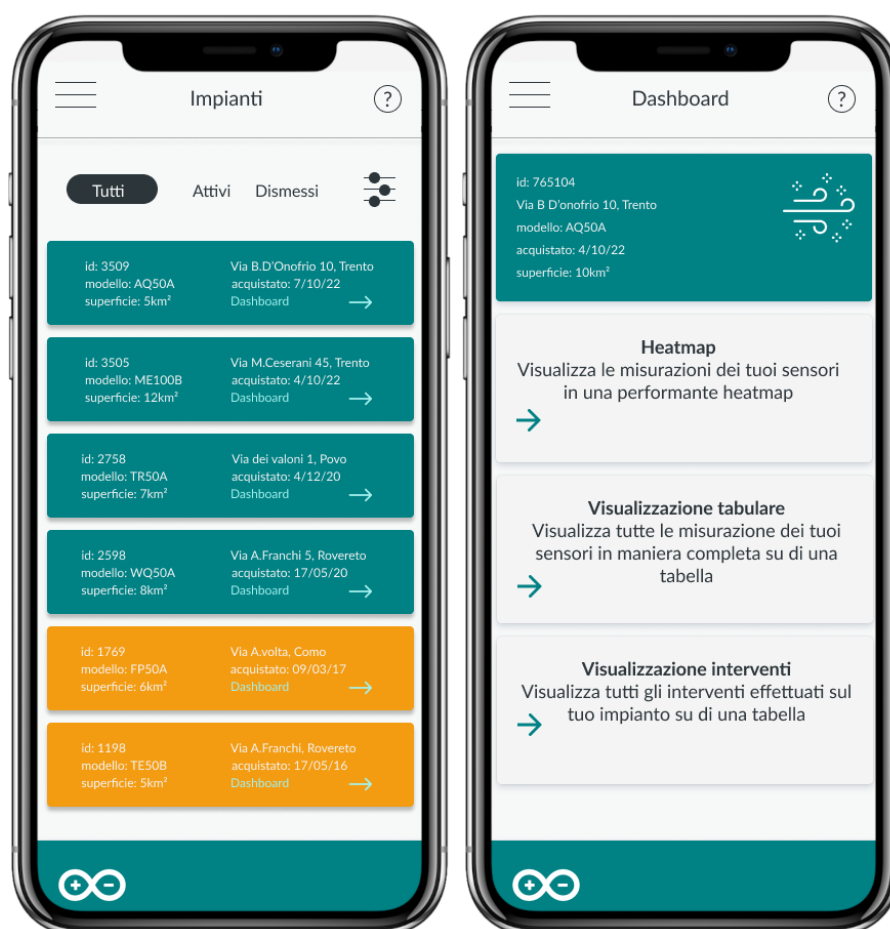 Impianti
?
Tutti
Attivi
Dismessi
id: 3509
modello: AQ50A
superficie: 5km²
Via B.D'Onofrio 10, Trento
acquistato: 7/10/22
Dashboard
id: 3505
modello: ME100B
superficie: 12km²
Via M.Ceserani 45, Trento
acquistato: 4/10/22
Dashboard
id: 2758
modello: TR50A
superficie: 7km²
Via dei valoni 1, Povo
acquistato: 4/12/20
Dashboard
id: 2598
modello: WQ50A
superficie: 8km²
Via A.Franchi 5, Rovereto
acquistato: 17/05/20
Dashboard
id: 1769
modello: FP50A
superficie: 6km²
Via A.volta, Como
acquistato: 09/03/17
Dashboard
id: 1198
modello: TE50B
superficie: 5km²
Via A.Franchi, Rovereto
acquistato: 17/05/16
Dashboard
Dashboard
?
id: 765104
Via B D'onofrio 10, Trento
modello: AQ50A
acquistato: 4/10/22
superficie: 10km²
Heatmap
Visualizza le misurazioni dei tuoi sensori
in una performante heatmap
Visualizzazione tabulare
Visualizza tutte le misurazione dei tuoi
sensori in maniera completa su di una
tabella
Visualizzazione interventi
Visualizza tutti gli interventi effettuati sul
tuo impianto su di una tabella